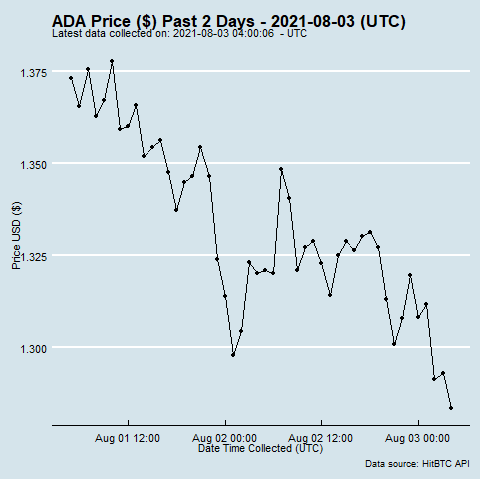 ADA Price ($) Past 2 Days - 2021-08-03 (UTC)
Latest data collected on: 2021-08-03 04:00:06  - UTC
1.375
1.350
1.325
1.300
Price USD ($)
Aug 01 12:00
Aug 02 00:00
Aug 02 12:00
Aug 03 00:00
Date Time Collected (UTC)
Data source: HitBTC API